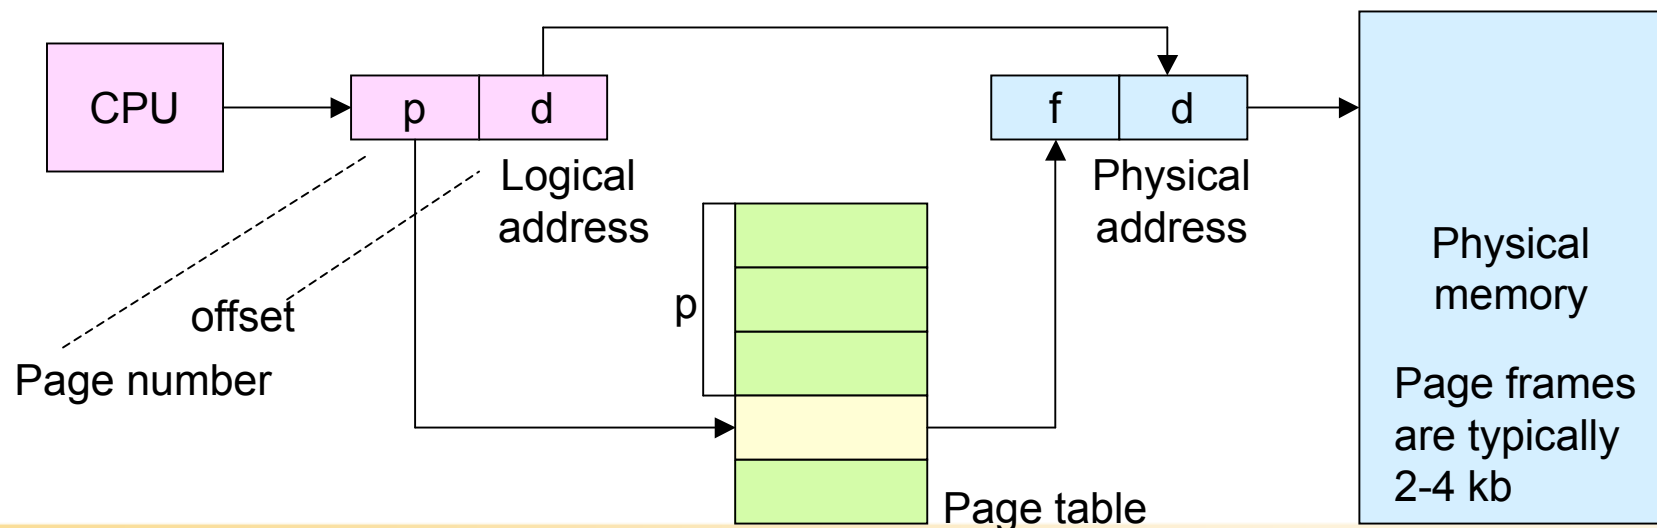 CPU
p
d
f
d
Logical
address
Physical
address
p
offset
Page number
Physical
memory
Page frames
are typically
2-4 kb
Page table